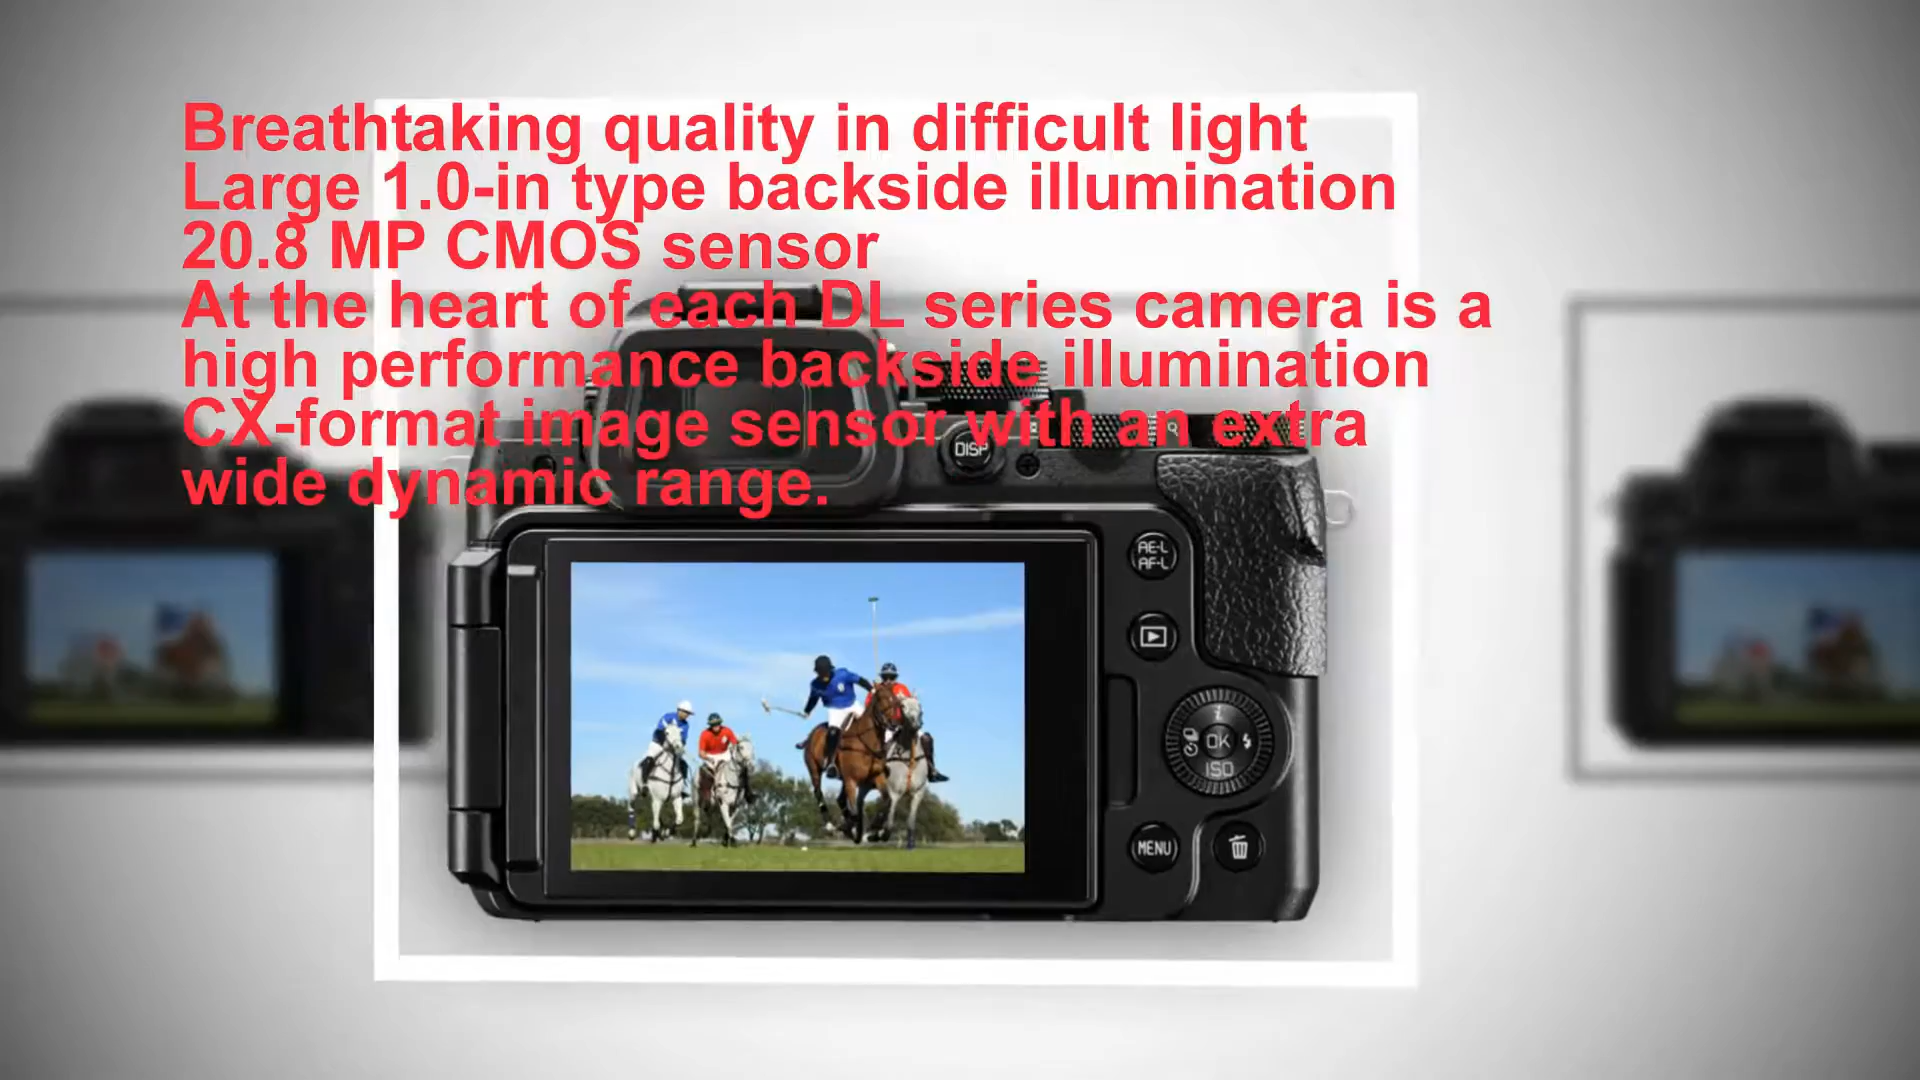 Breathtaking quality in difficult light
Large 1.0-in type backside illumination
20.8 MP CMOS sensor
At the heart of each DL series camera is a
high performance backside illumination
CX-format image sensor with an extra
wide dynamic range.
DISP
AE-L
AF-L
OK
ISO
MENU